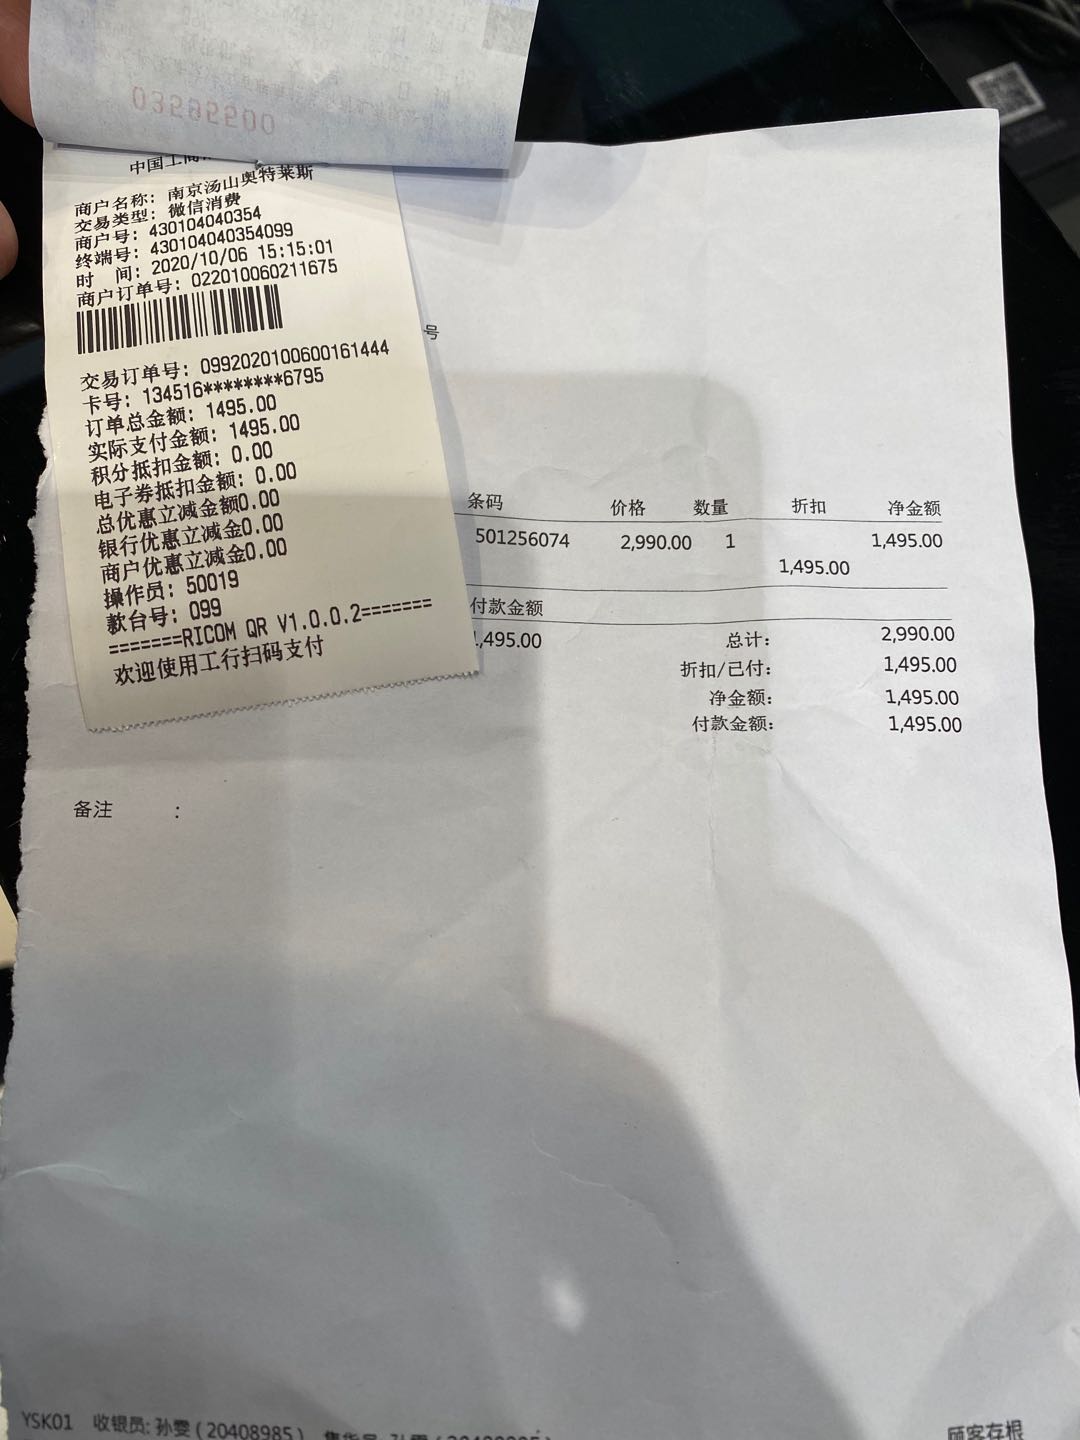 03595500
中国工商
商户名称: 南京汤山奥特莱斯
交易类型: 微信消费
商户号: 430104040354
终端号: 430104040354099
时 间: 2020/10/06 15:15:01
商户订单号: 022010060211675
交易订单号: 0992020100600161444
卡号: 134516********6795
订单总金额: 1495.00
实际支付金额: 1495.00
积分抵扣金额: 0.00
电子券抵扣金额: 0.00
总优惠立减金额0.00
银行优惠立减金0.00
商户优惠立减金0.00
操作员: 50019
款台号: 099
=======RICOM QR V1.0.0.2=======
欢迎使用工行扫码支付
号
条码 价格 数量 折扣 净金额
501256074 2,990.00 1 1,495.00
1,495.00
付款金额
1,495.00 总计: 2,990.00
折扣/已付: 1,495.00
净金额: 1,495.00
付款金额: 1,495.00
备注 :
YSK01 收银员: 孙雯 ( 20408985 )
顾客存根